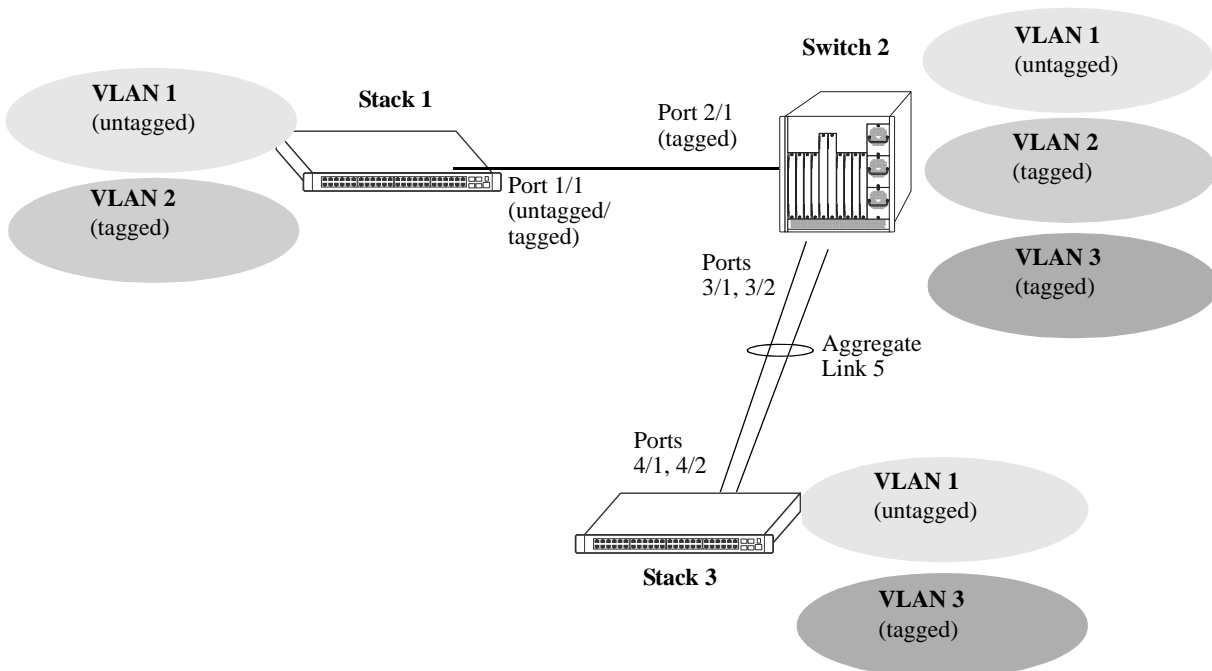 Switch 2
VLAN 1
(untagged)
VLAN 1
(untagged)
Stack 1
Port 2/1
(tagged)
VLAN 2
(tagged)
VLAN 2
(tagged)
Port 1/1
(untagged/
tagged)
VLAN 3
(tagged)
Ports
3/1, 3/2
Aggregate
Link 5
Ports
4/1, 4/2
VLAN 1
(untagged)
Stack 3
VLAN 3
(tagged)